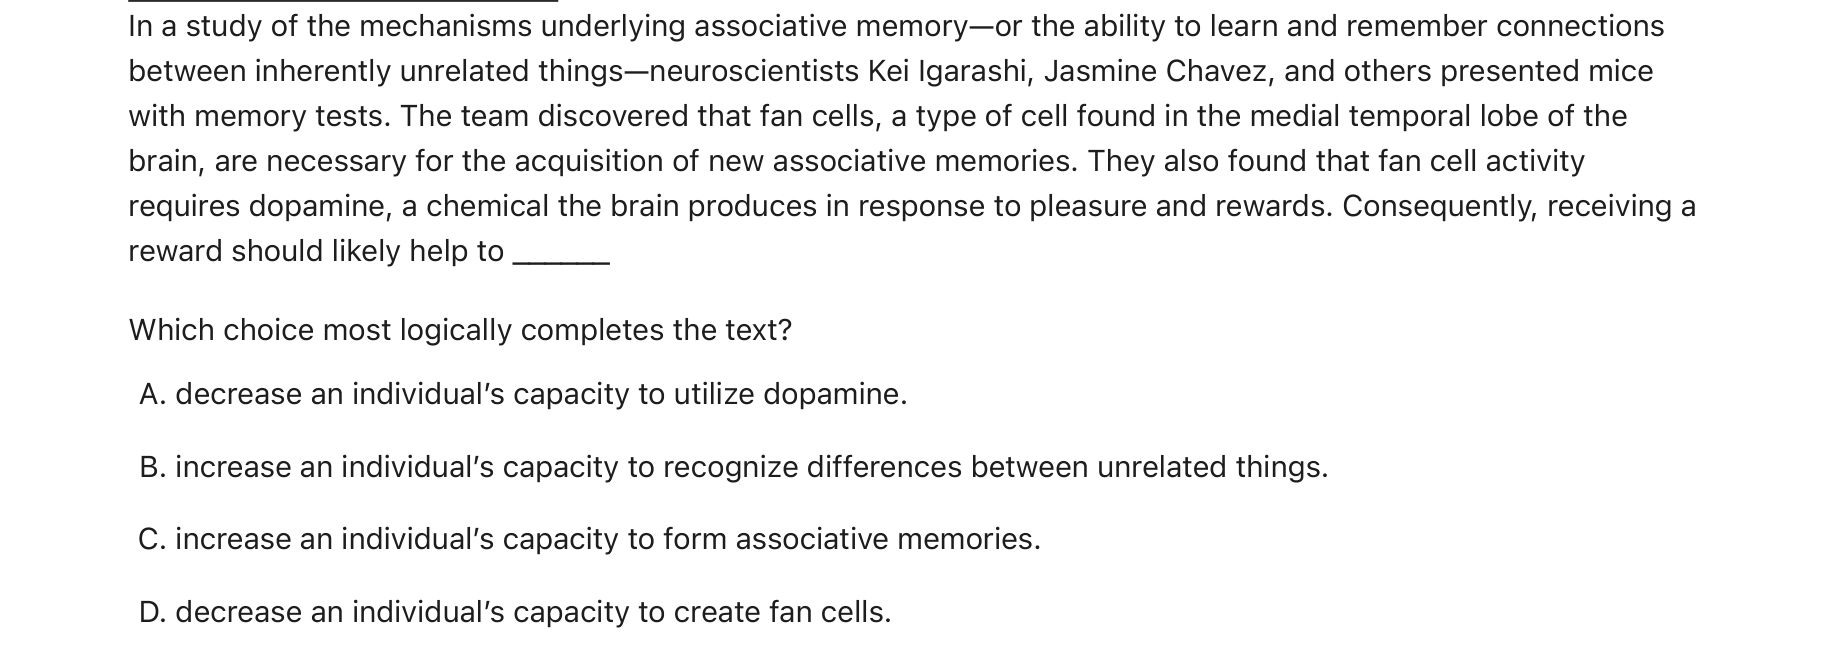 In a study of the mechanisms underlying associative memory—or the ability to learn and remember connections
between inherently unrelated things—neuroscientists Kei Igarashi, Jasmine Chavez, and others presented mice
with memory tests. The team discovered that fan cells, a type of cell found in the medial temporal lobe of the
brain, are necessary for the acquisition of new associative memories. They also found that fan cell activity
requires dopamine, a chemical the brain produces in response to pleasure and rewards. Consequently, receiving a
reward should likely help to ______
Which choice most logically completes the text?
A. decrease an individual’s capacity to utilize dopamine.
B. increase an individual’s capacity to recognize differences between unrelated things.
C. increase an individual’s capacity to form associative memories.
D. decrease an individual’s capacity to create fan cells.